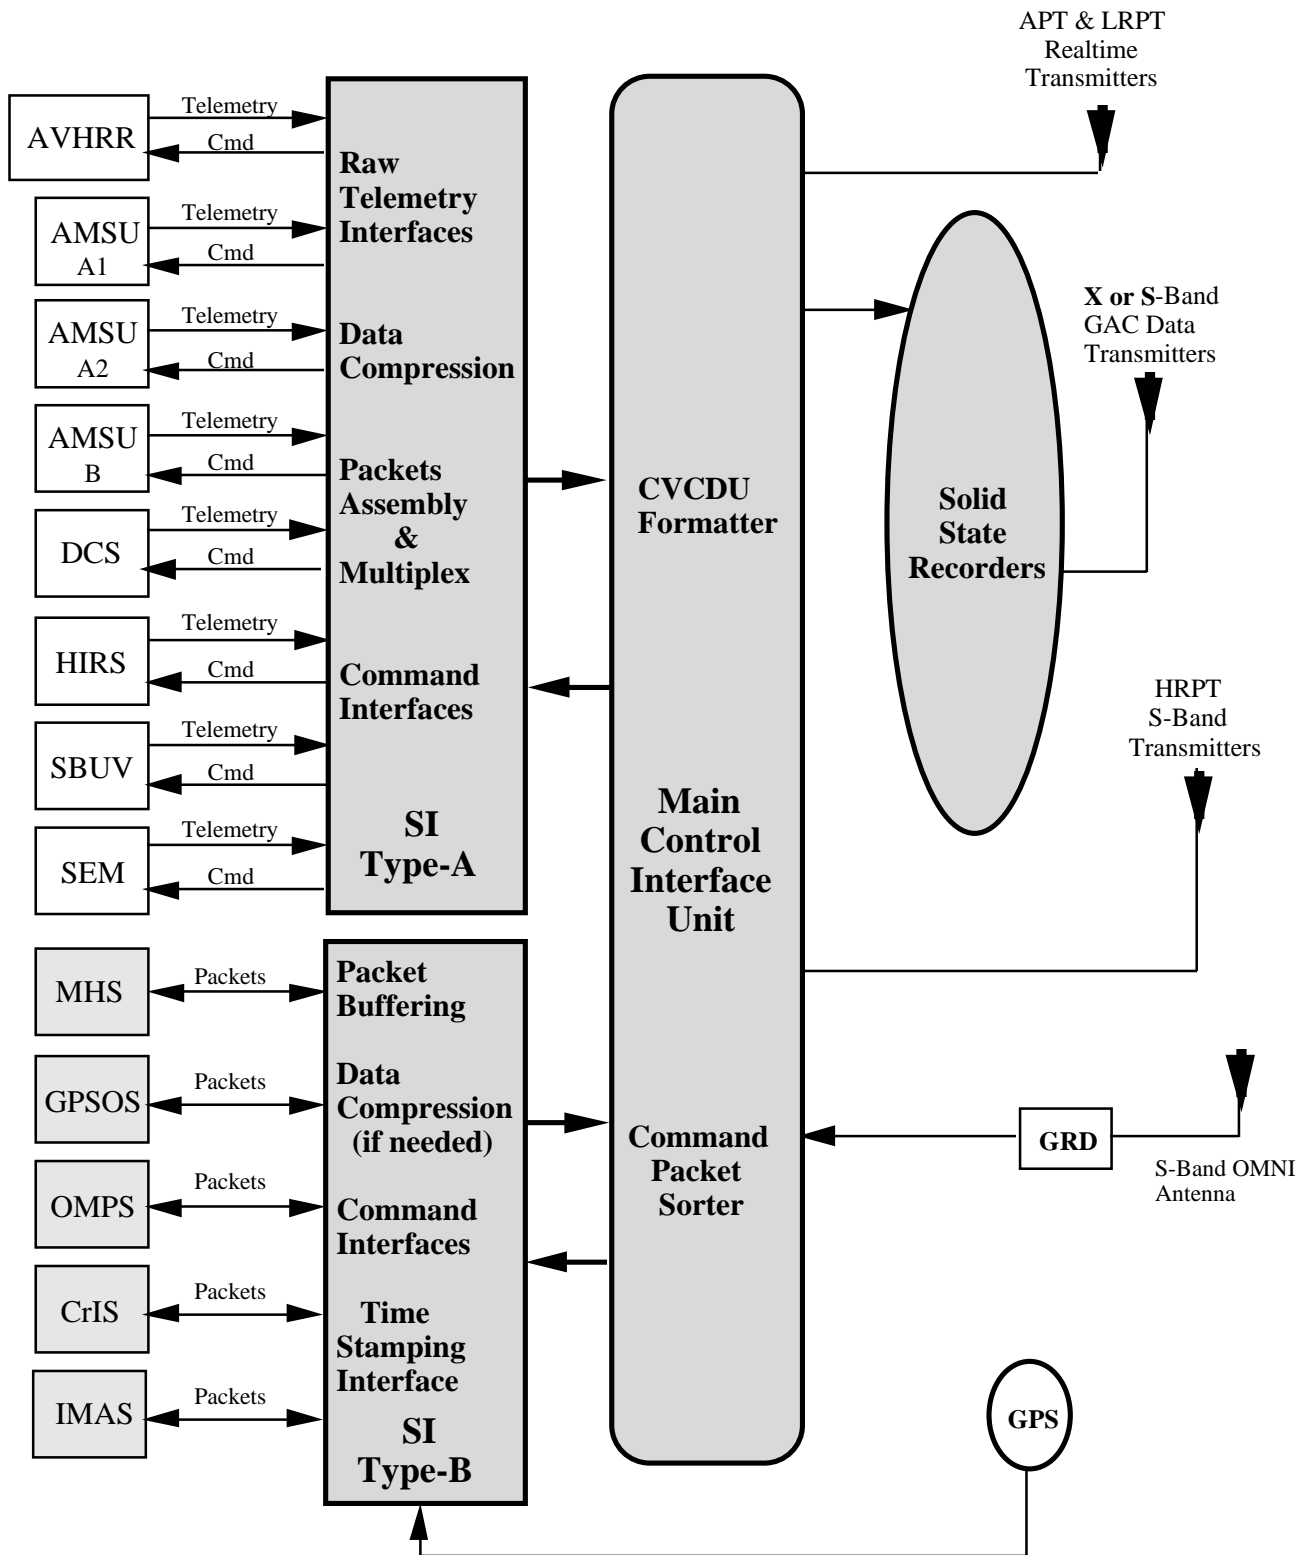 APT & LRPT
Realtime
Transmitters
AVHRR
Telemetry
Cmd
AMSU
A1
Telemetry
Cmd
AMSU
A2
Telemetry
Cmd
AMSU
B
Telemetry
Cmd
DCS
Telemetry
Cmd
HIRS
Telemetry
Cmd
SBUV
Telemetry
Cmd
SEM
Telemetry
Cmd
Raw
Telemetry
Interfaces
Data
Compression
Packets
Assembly
&
Multiplex
Command
Interfaces
SI
Type-A
MHS
Packets
GPSOS
Packets
OMPS
Packets
CrIS
Packets
IMAS
Packets
Packet
Buffering
Data
Compression
(if needed)
Command
Interfaces
Time
Stamping
Interface
SI
Type-B
CVCDU
Formatter
Main
Control
Interface
Unit
Command
Packet
Sorter
Solid
State
Recorders
X or S-Band
GAC Data
Transmitters
HRPT
S-Band
Transmitters
GRD
S-Band OMNI
Antenna
GPS